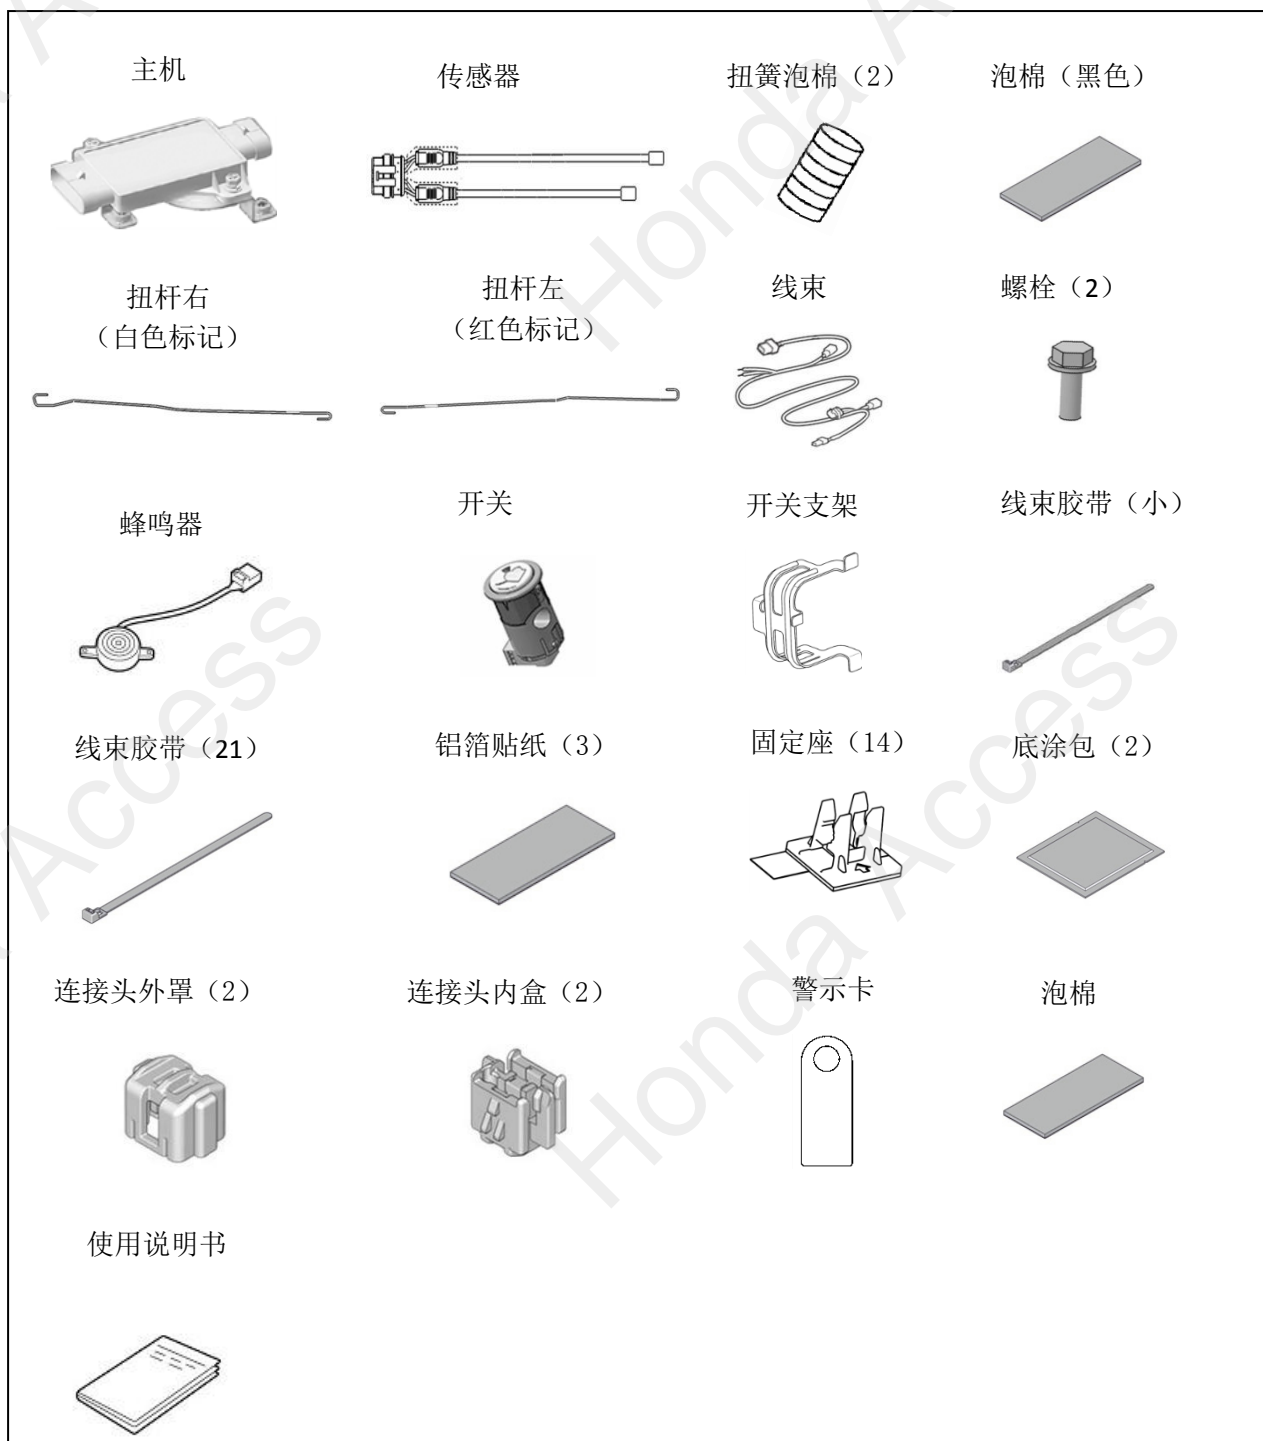 主机
传感器
扭簧泡棉（2）
泡棉（黑色）
扭杆右
（白色标记）
扭杆左
（红色标记）
线束
螺栓（2）
蜂鸣器
开关
开关支架
线束胶带（小）
线束胶带（21）
铝箔贴纸（3）
固定座（14）
底涂包（2）
连接头外罩（2）
连接头内盒（2）
警示卡
泡棉
使用说明书
Honda Access
Honda Access
Access
Access